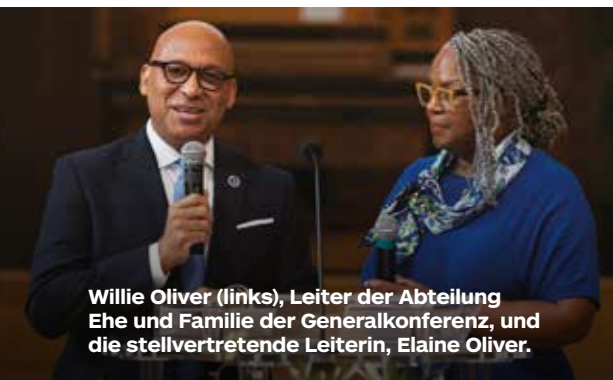 Willie Oliver (links), Leiter der Abteilung
Ehe und Familie der Generalkonferenz, und
die stellvertretende Leiterin, Elaine Oliver.